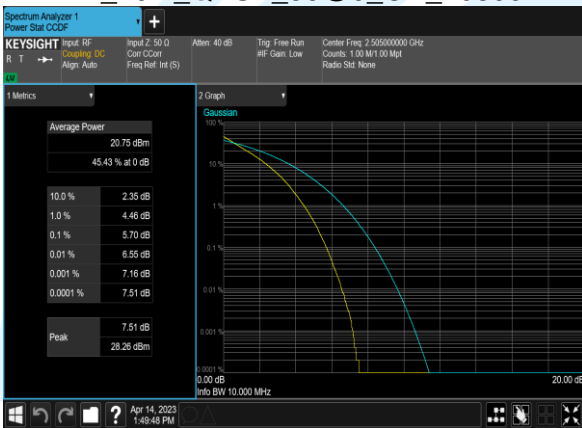 Spectrum Analyzer 1
Power Stat CCDF
+
KEYSIGHT
R T
LW
Input: RF
Coupling: DC
Align: Auto
Input Z: 50 Ω
Corr CCorr
Freq Ref: Int (S)
Atten: 40 dB
Trig: Free Run
#IF Gain: Low
Center Freq: 2.505000000 GHz
Counts: 1.00 M/1.00 Mpt
Radio Std: None
1 Metrics
Average Power
20.75 dBm
45.43 % at 0 dB
10.0 % 2.35 dB
1.0 % 4.46 dB
0.1 % 5.70 dB
0.01 % 6.55 dB
0.001 % 7.16 dB
0.0001 % 7.51 dB
Peak
7.51 dB
28.26 dBm
2 Graph
Gaussian
100 %
10 %
1 %
0.1 %
0.01 %
0.001 %
0.0001 %
0.00 dB 20.00 dB
Info BW 10.000 MHz
?
Apr 14, 2023
1:49:48 PM